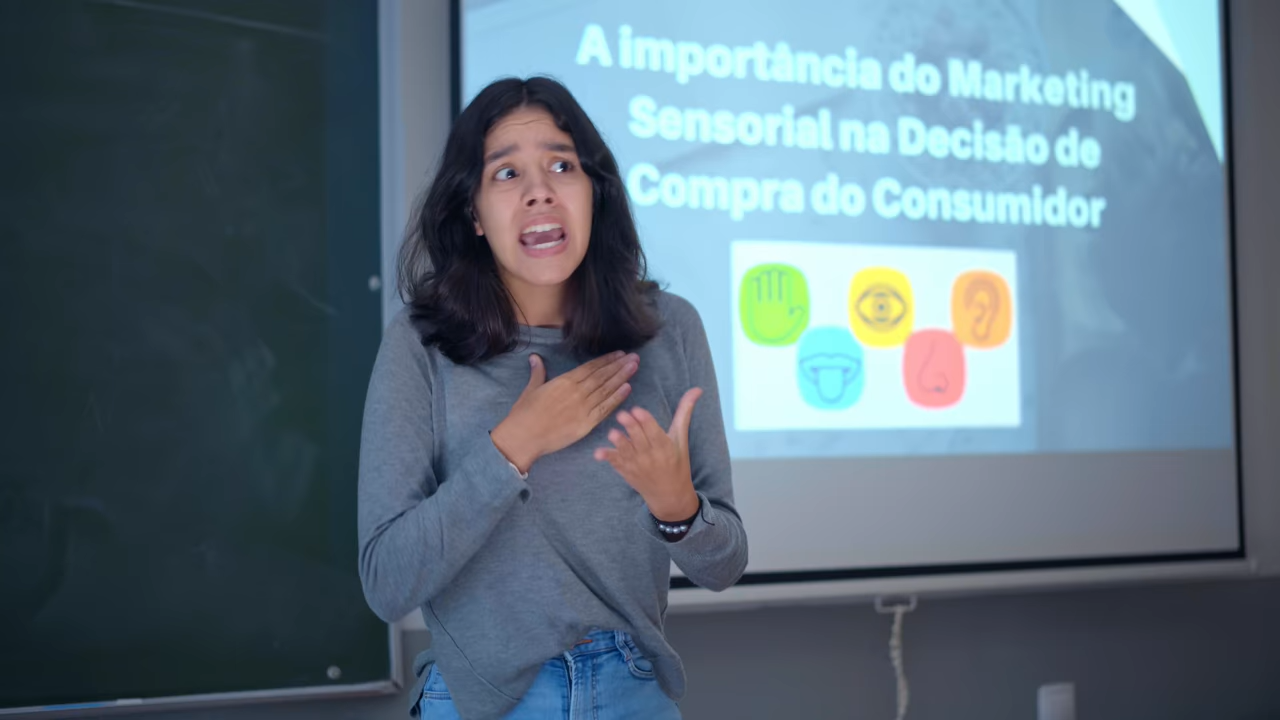 A importância do Marketing
Sensorial na Decisão de
Compra do Consumidor